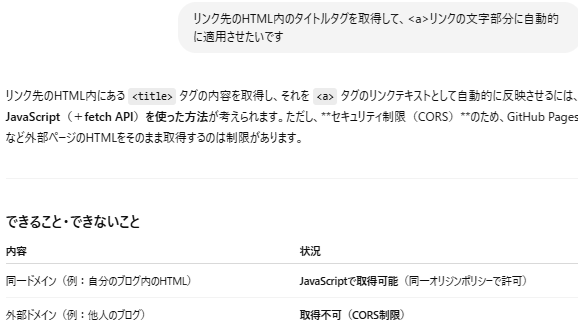 リンク先のHTML内のタイトルタグを取得して、<a>リンクの文字部分に自動的
に適用させたいです
リンク先のHTML内にある <title> タグの内容を取得し、それを <a> タグのリンクテキストとして自動的に反映させるには、
JavaScript（＋fetch API）を使った方法が考えられます。ただし、**セキュリティ制限（CORS）**のため、GitHub Pages
など外部ページのHTMLをそのまま取得するのは制限があります。
できること・できないこと
内容 状況
同一ドメイン（例：自分のブログ内のHTML） JavaScriptで取得可能（同一オリジンポリシーで許可）
外部ドメイン（例：他人のブログ） 取得不可（CORS制限）